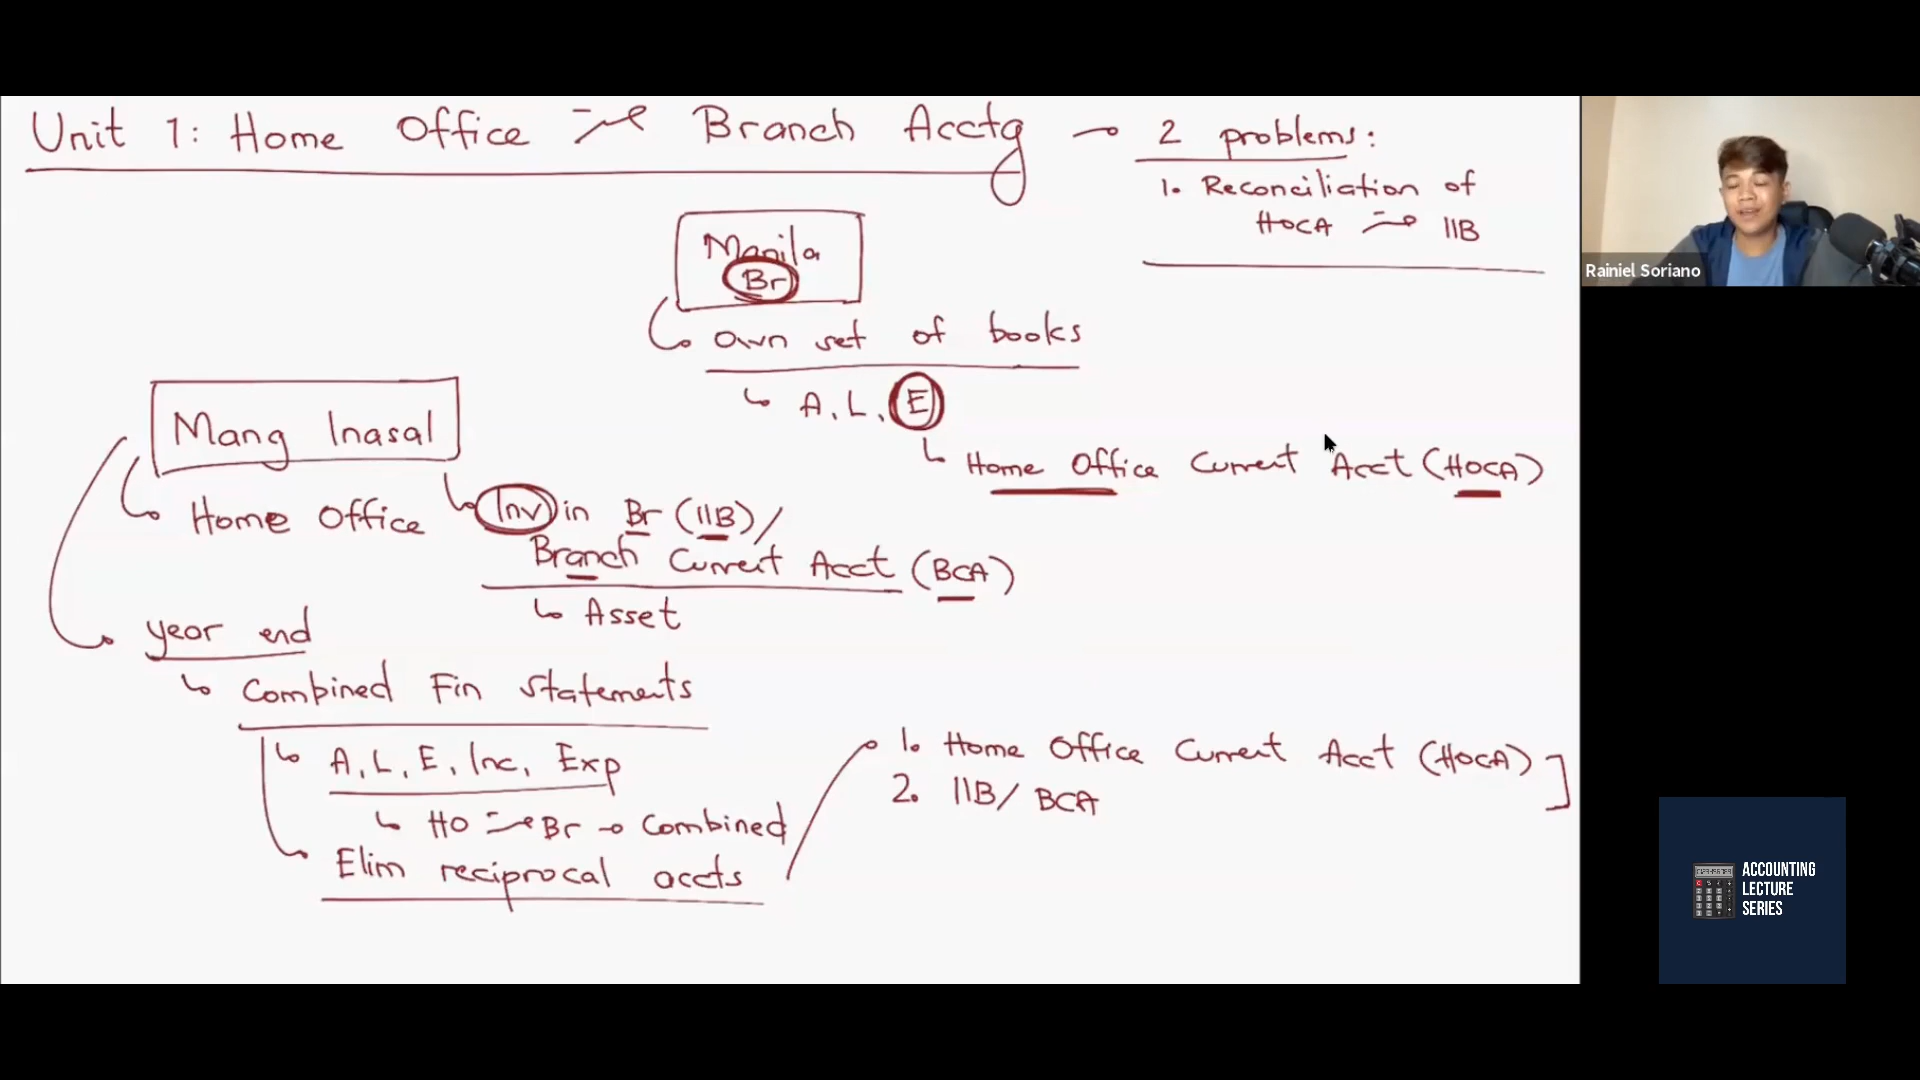 Unit 1: Home Office & Branch Acctg → 2 problems:
1. Reconciliation of
HOCA & IIB
Manila
Br
own set of books
↳ A, L, E
↳ Home Office Current Acct (HOCA)
Mang Inasal
Home Office
Inv in Br (IIB)/
Branch Current Acct (BCA)
↳ Asset
year end
↳ Combined Fin Statements
↳ A, L, E, Inc, Exp
↳ HO & Br → Combined
Elim reciprocal accts
1. Home Office Current Acct (HOCA)
2. IIB/ BCA
Rainiel Soriano
ACCOUNTING
LECTURE
SERIES